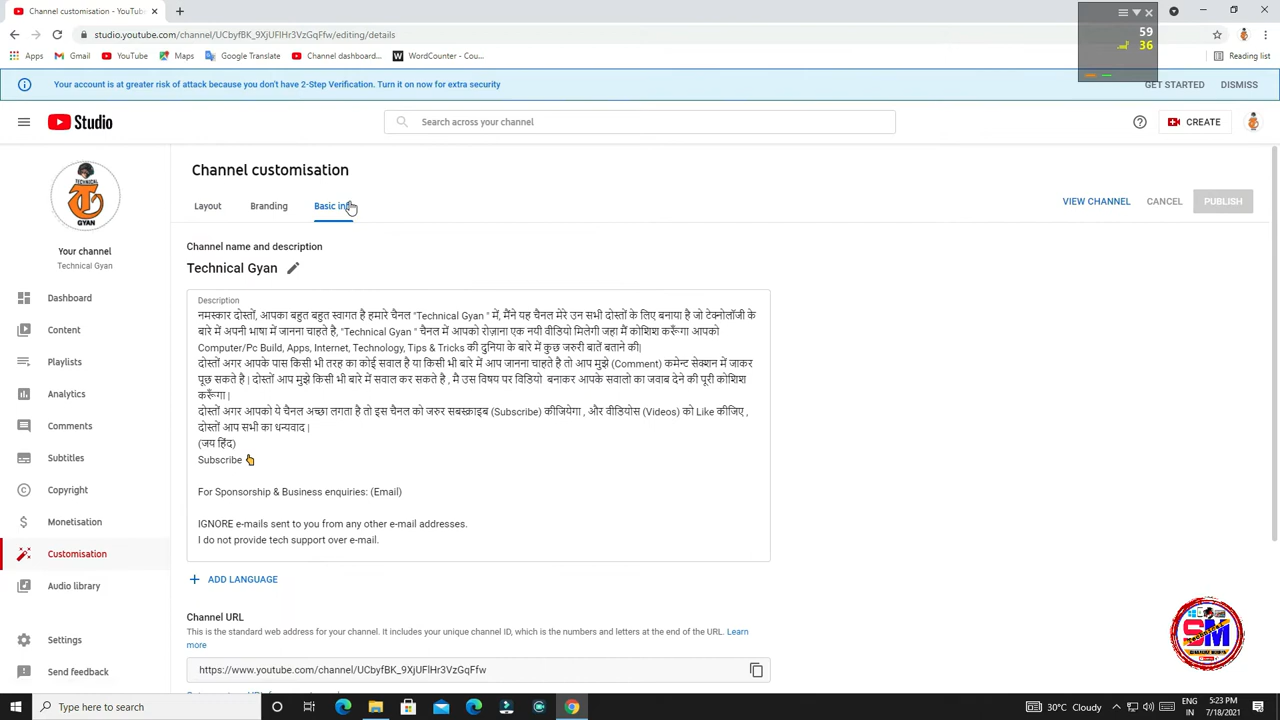 Channel customisation - YouTub
59
36
studio.youtube.com/channel/UCbyfBK_9XjUFlHr3VzGqFfw/editing/details
Apps Gmail YouTube Maps Google Translate Channel dashboard... WordCounter - Cou... Reading list
Your account is at greater risk of attack because you don't have 2-Step Verification. Turn it on now for extra security GET STARTED DISMISS
Studio Search across your channel CREATE
TECHNICAL
GYAN
Channel customisation
Layout Branding Basic in VIEW CHANNEL CANCEL PUBLISH
Your channel
Technical Gyan
Channel name and description
Technical Gyan
Dashboard
Content
Playlists
Analytics
Comments
Subtitles
Copyright
Monetisation
Customisation
Audio library
Settings
Send feedback
Description
नमस्कार दोस्तों, आपका बहुत बहुत स्वागत है हमारे चैनल "Technical Gyan " में, मैंने यह चैनल मेरे उन सभी दोस्तों के लिए बनाया है जो टेक्नोलॉजी के
बारे में अपनी भाषा में जानना चाहते है, "Technical Gyan " चैनल में आपको रोज़ाना एक नयी वीडियो मिलेगी जहा मैं कोशिश करूँगा आपको
Computer/Pc Build, Apps, Internet, Technology, Tips & Tricks की दुनिया के बारे में कुछ जरुरी बातें बताने की|
दोस्तों अगर आपके पास किसी भी तरह का कोई सवाल है या किसी भी बारे में आप जानना चाहते है तो आप मुझे (Comment) कमेन्ट सेक्शन में जाकर
पूछ सकते है | दोस्तों आप मुझे किसी भी बारे में सवाल कर सकते है , मै उस विषय पर विडियो बनाकर आपके सवालो का जवाब देने की पूरी कोशिश
करूँगा |
दोस्तों अगर आपको ये चैनल अच्छा लगता है तो इस चैनल को जरुर सबस्क्राइब (Subscribe) कीजियेगा , और वीडियोस (Videos) को Like कीजिए ,
दोस्तों आप सभी का धन्यवाद |
(जय हिंद)
Subscribe 👇
For Sponsorship & Business enquiries: (Email)
IGNORE e-mails sent to you from any other e-mail addresses.
I do not provide tech support over e-mail.
ADD LANGUAGE
Channel URL
This is the standard web address for your channel. It includes your unique channel ID, which is the numbers and letters at the end of the URL. Learn
more
https://www.youtube.com/channel/UCbyfBK_9XjUFlHr3VzGqFfw
SM
Type here to search 30°C Cloudy ENG
IN 5:23 PM
7/18/2021